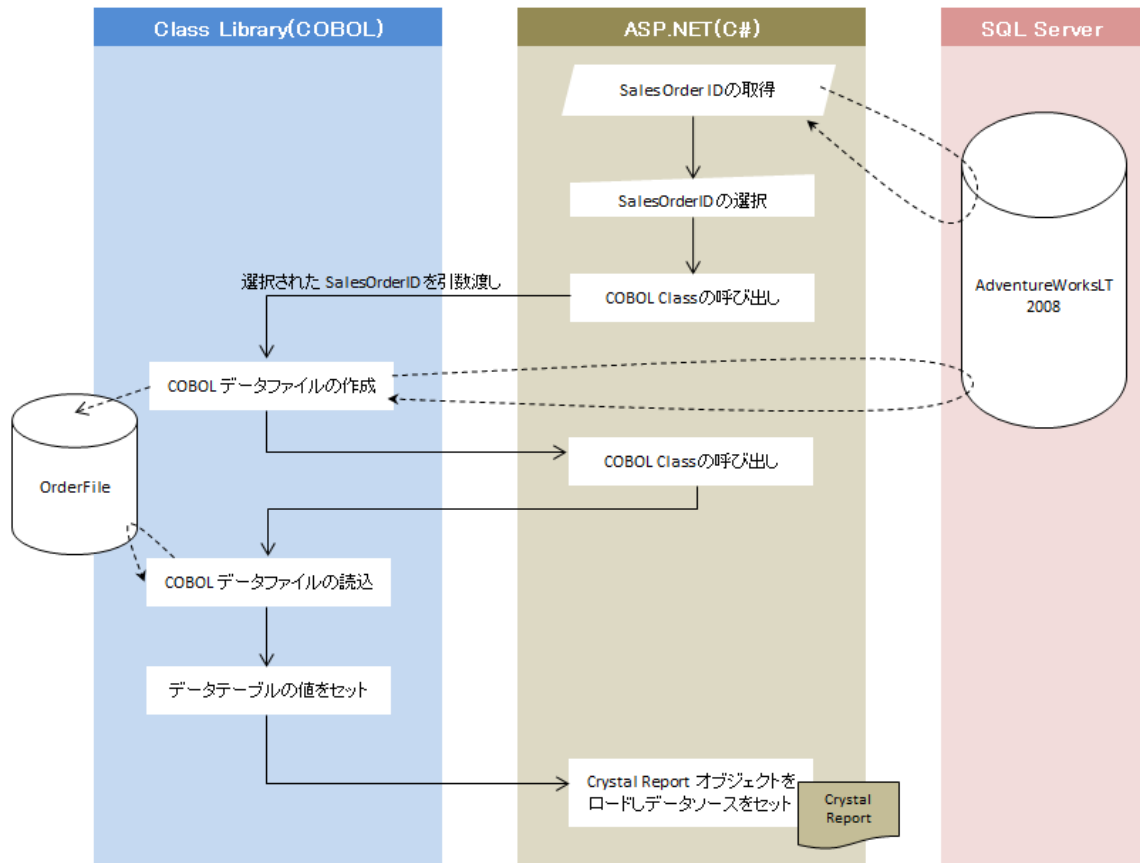 Class Library(COBOL)
ASP.NET(C#)
SQL Server
SalesOrder IDの取得
SalesOrderIDの選択
選択された SalesOrderIDを引数渡し
COBOL Classの呼び出し
AdventureWorksLT
2008
COBOL データファイルの作成
COBOL Classの呼び出し
OrderFile
COBOL データファイルの読込
データテーブルの値をセット
Crystal Report オブジェクトを
ロードしデータソースをセット
Crystal
Report